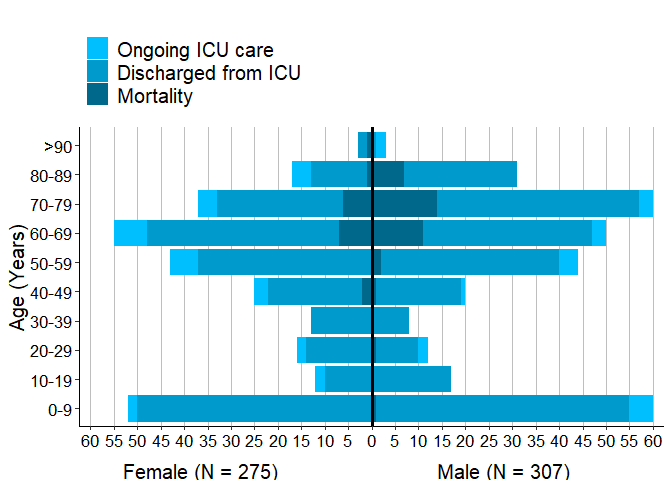 Ongoing ICU care
Discharged from ICU
Mortality
Age (Years)
>90
80-89
70-79
60-69
50-59
40-49
30-39
20-29
10-19
0-9
60 55 50 45 40 35 30 25 20 15 10 5 0 5 10 15 20 25 30 35 40 45 50 55 60
Female (N = 275) Male (N = 307)